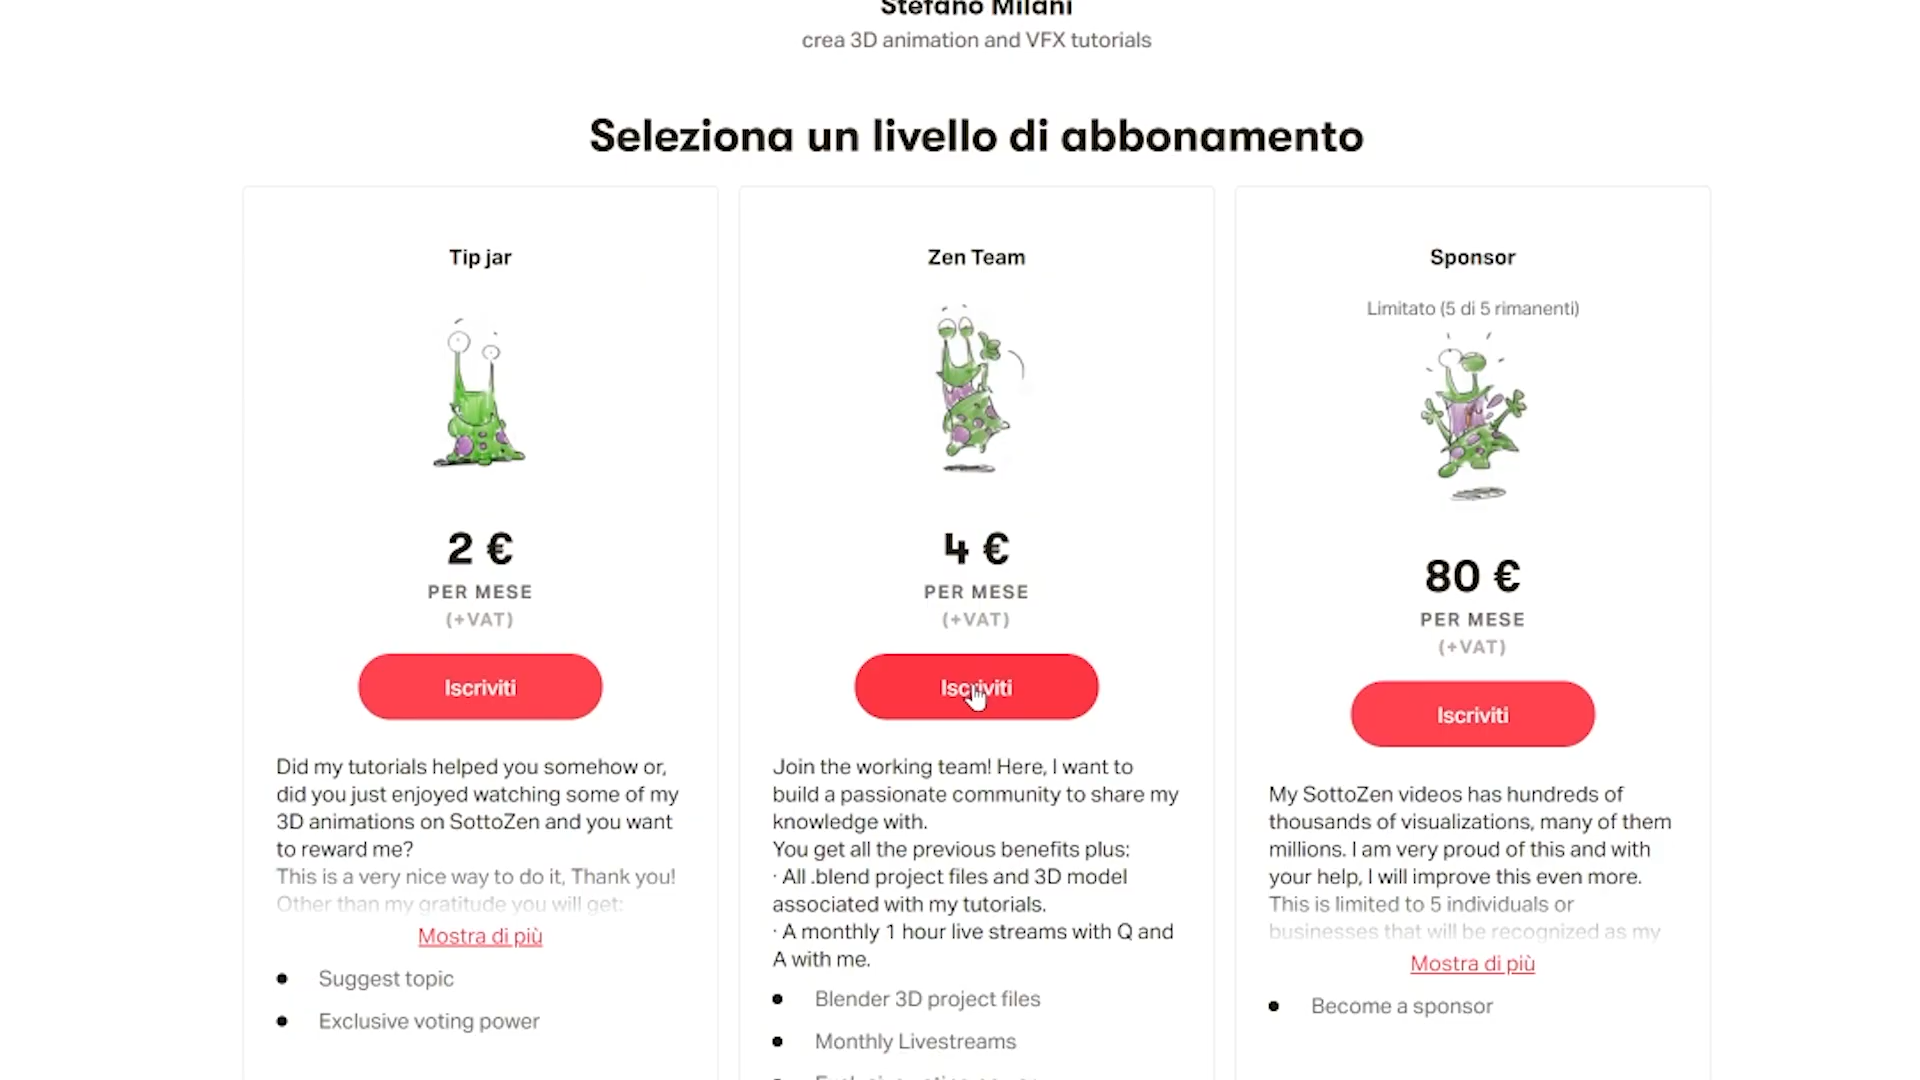 Stefano Milani
crea 3D animation and VFX tutorials
Seleziona un livello di abbonamento
Tip jar
2 €
PER MESE
(+VAT)
Iscriviti
Did my tutorials helped you somehow or,
did you just enjoyed watching some of my
3D animations on SottoZen and you want
to reward me?
This is a very nice way to do it, Thank you!
Other than my gratitude you will get:
Mostra di più
Suggest topic
Exclusive voting power
Zen Team
4 €
PER MESE
(+VAT)
Iscriviti
Join the working team! Here, I want to
build a passionate community to share my
knowledge with.
You get all the previous benefits plus:
· All .blend project files and 3D model
associated with my tutorials.
· A monthly 1 hour live streams with Q and
A with me.
Blender 3D project files
Monthly Livestreams
Sponsor
Limitato (5 di 5 rimanenti)
80 €
PER MESE
(+VAT)
Iscriviti
My SottoZen videos has hundreds of
thousands of visualizations, many of them
millions. I am very proud of this and with
your help, I will improve this even more.
This is limited to 5 individuals or
businesses that will be recognized as my
Mostra di più
Become a sponsor